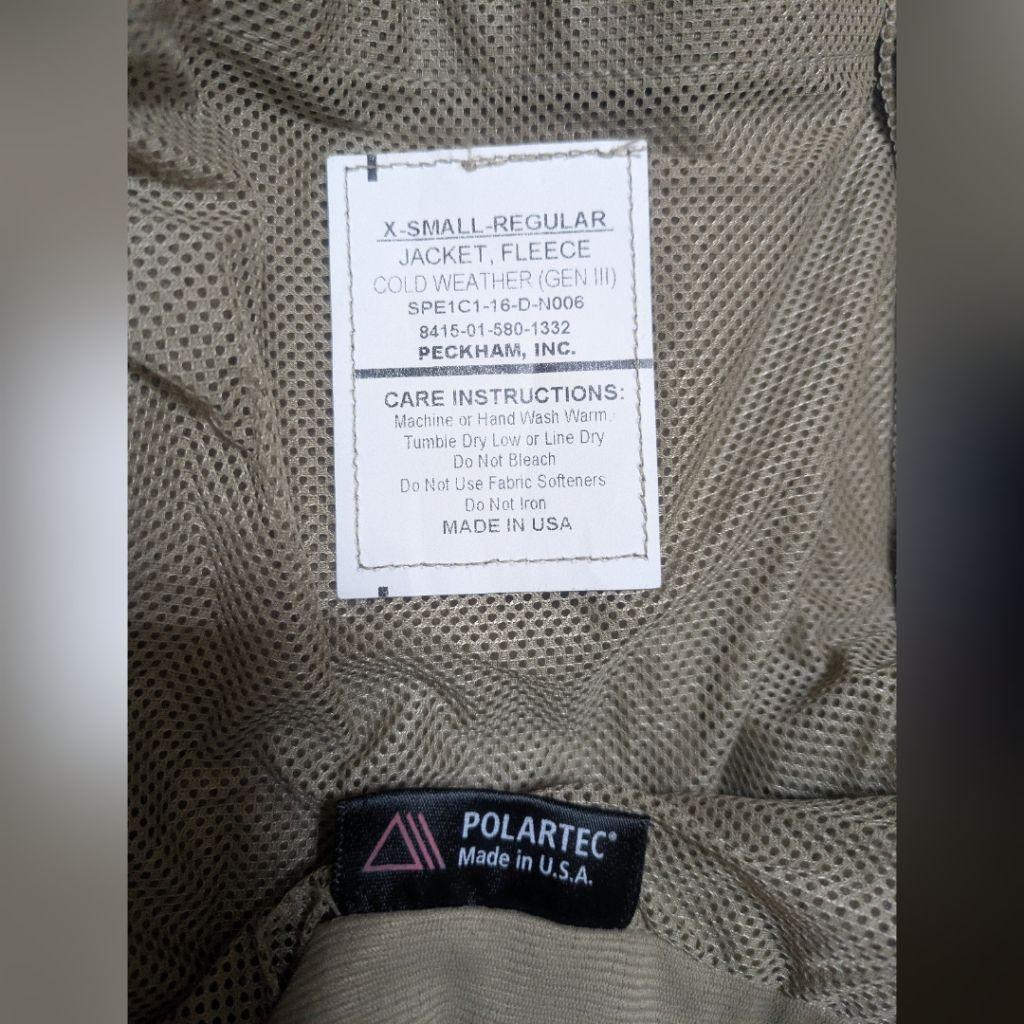 X-SMALL-REGULAR
JACKET, FLEECE
COLD WEATHER (GEN III)
SPE1C1-16-D-N006
8415-01-580-1332
PECKHAM, INC.
CARE INSTRUCTIONS:
Machine or Hand Wash Warm
Tumble Dry Low or Line Dry
Do Not Bleach
Do Not Use Fabric Softeners
Do Not Iron
MADE IN USA
POLARTEC®
Made in U.S.A.